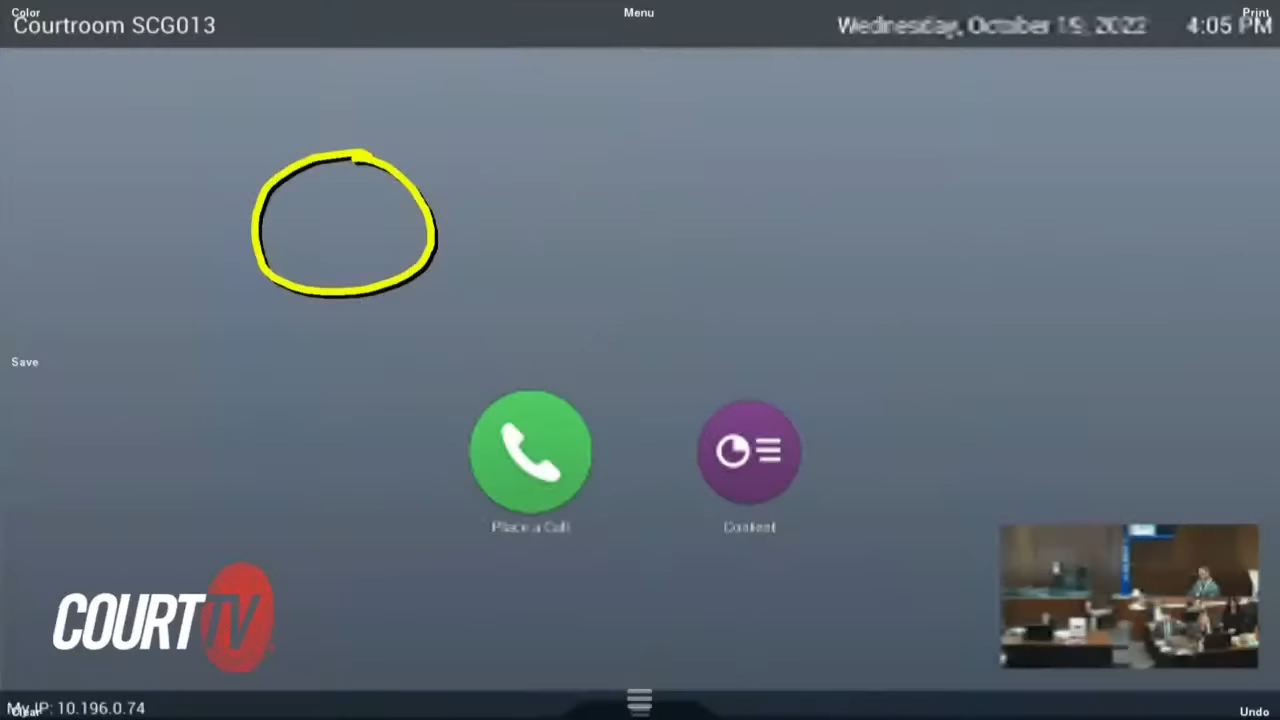 Color
Menu
Print
Courtroom SCG013
Wednesday, October 19, 2022
4:05 PM
Save
Place a Call
Content
COURT TV
My IP: 10.196.0.74
Clear
Undo